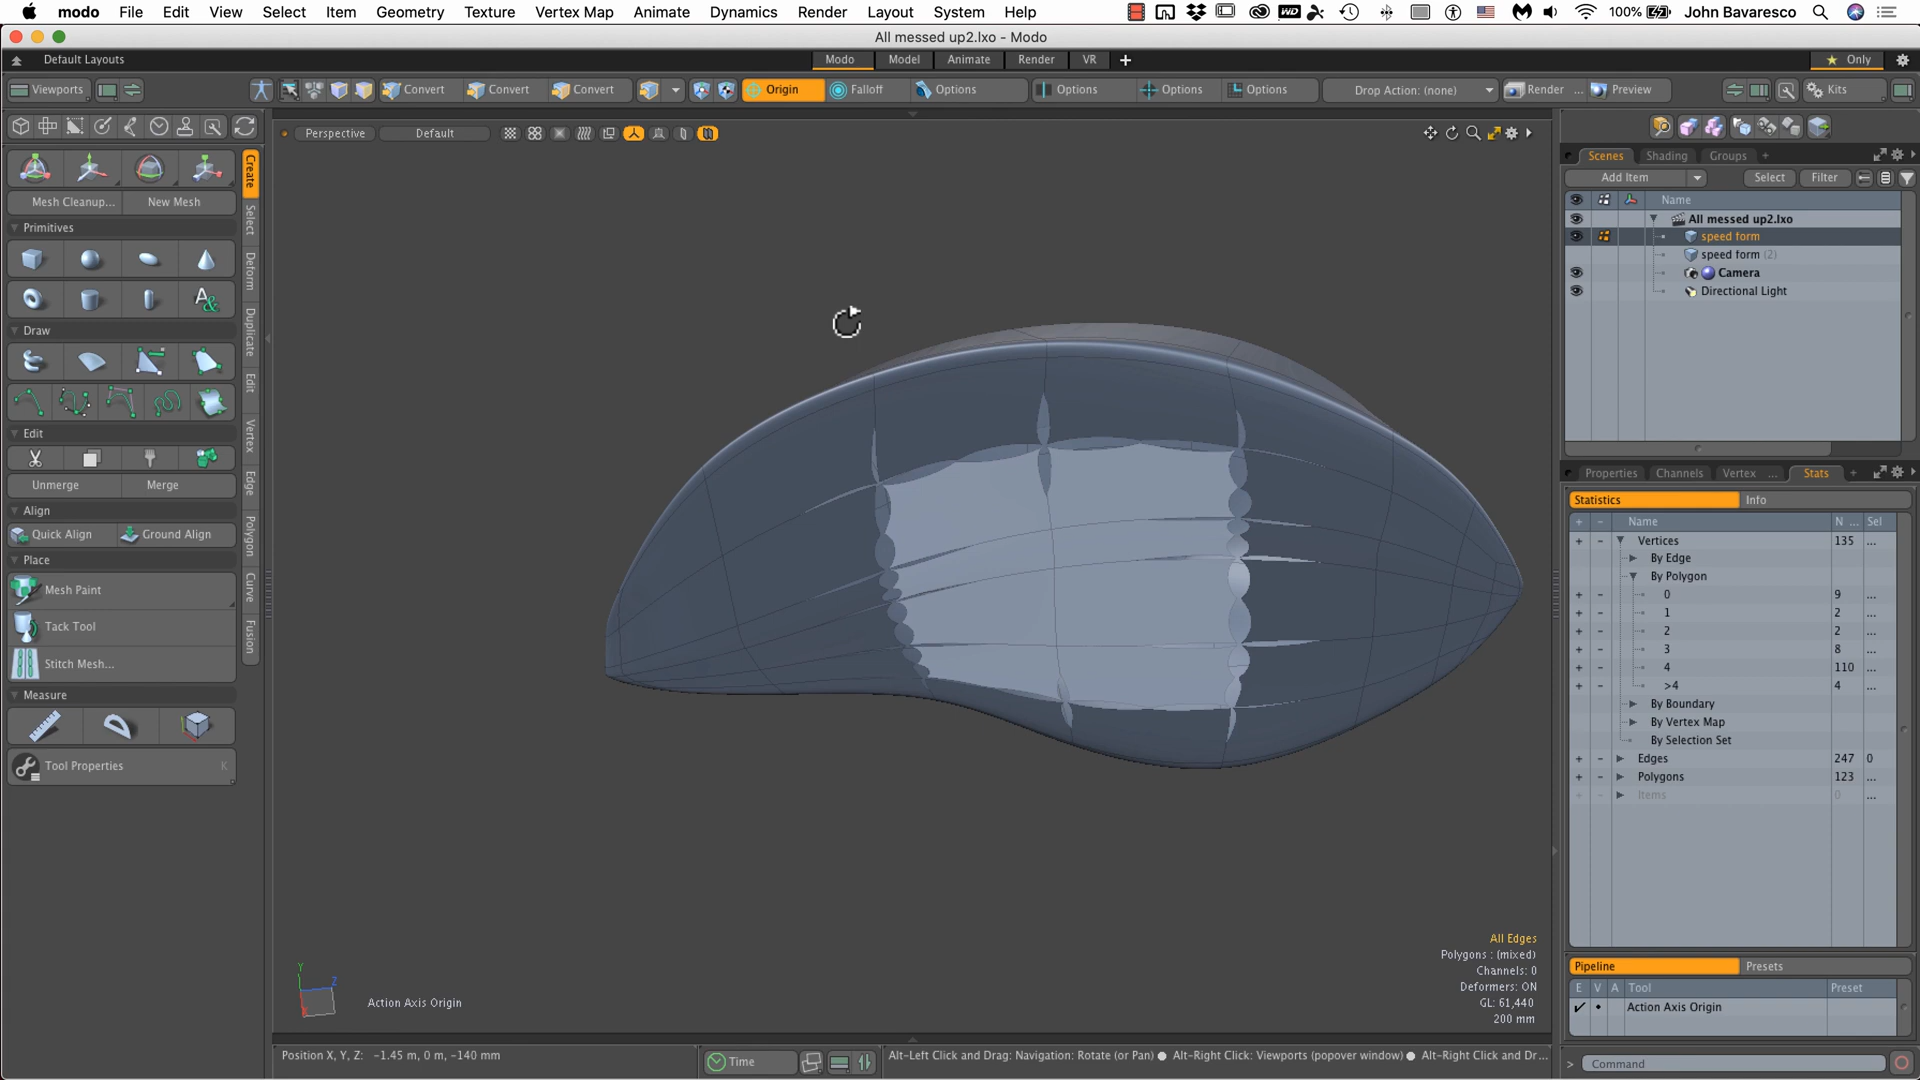 modo File Edit View Select Item Geometry Texture Vertex Map Animate Dynamics Render Layout System Help WD 100% John Bavaresco
All messed up2.lxo - Modo
Default Layouts Modo Model Animate Render VR + Only
Viewports Convert Convert Convert Origin Falloff Options Options Options Options Drop Action: (none) Render ... Preview Kits
Perspective Default
Scenes Shading Groups +
Add Item Select Filter
Name
All messed up2.lxo
speed form
speed form (2)
Camera
Directional Light
Create
Select
Deform
Duplicate
Edit
Vertex
Edge
Polygon
Curve
Fusion
Mesh Cleanup... New Mesh
Primitives
Draw
Edit
Unmerge Merge
Align
Quick Align Ground Align
Place
Mesh Paint
Tack Tool
Stitch Mesh...
Measure
Tool Properties K
Properties Channels Vertex ... Stats +
Statistics Info
+ - Name N ... Sel
+ - Vertices 135 ...
By Edge
By Polygon
+ - 0 9 ...
+ - 1 2 ...
+ - 2 2 ...
+ - 3 8 ...
+ - 4 110 ...
+ - >4 4 ...
By Boundary
By Vertex Map
By Selection Set
+ - Edges 247 0
+ - Polygons 123 ...
+ - Items 0 ...
All Edges
Polygons : (mixed)
Channels: 0
Deformers: ON
GL: 61,440
200 mm
Y
Z
Action Axis Origin
Pipeline Presets
E V A Tool Preset
Action Axis Origin
Position X, Y, Z: -1.45 m, 0 m, -140 mm Time Alt-Left Click and Drag: Navigation: Rotate (or Pan) ● Alt-Right Click: Viewports (popover window) ● Alt-Right Click and Dr...
> Command